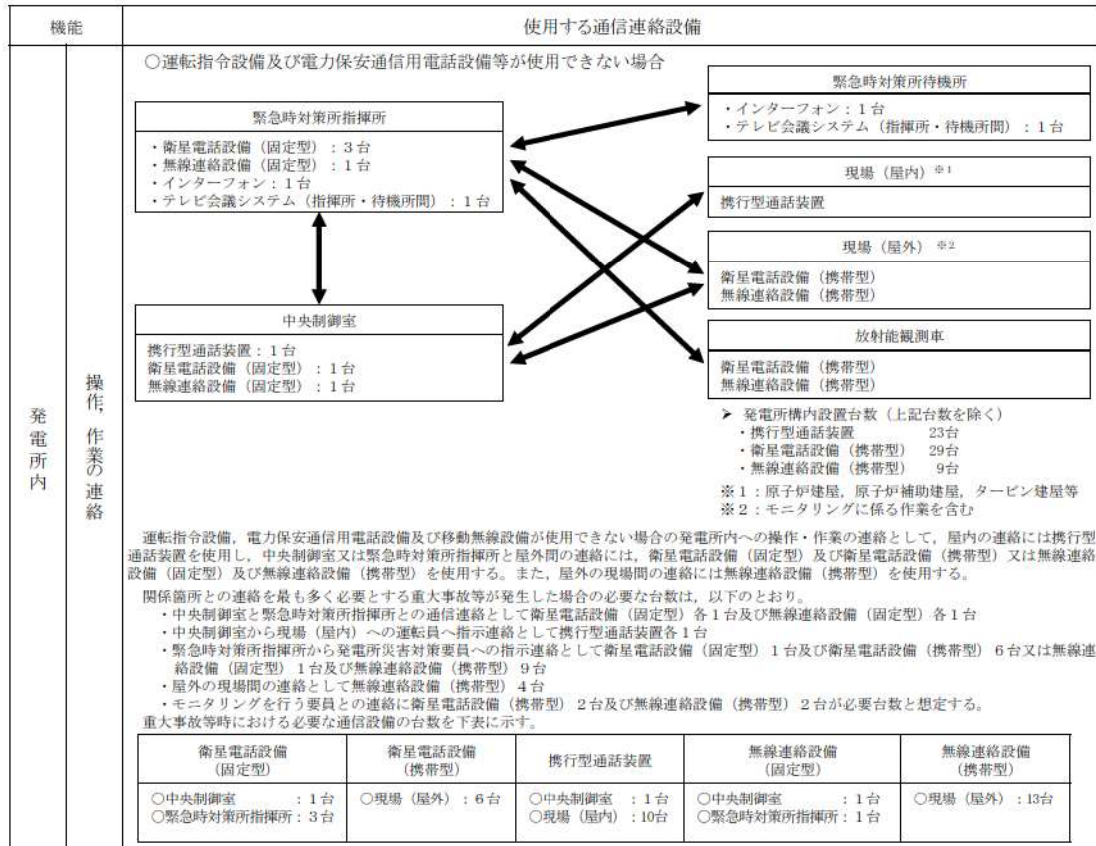 機能
使用する通信連絡設備
発電所内
操作，作業の連絡
○運転指令設備及び電力保安通信用電話設備等が使用できない場合
緊急時対策所指揮所
・衛星電話設備（固定型）：３台
・無線連絡設備（固定型）：１台
・インターフォン：１台
・テレビ会議システム（指揮所・待機所間）：１台
中央制御室
携行型通話装置：１台
衛星電話設備（固定型）：１台
無線連絡設備（固定型）：１台
緊急時対策所待機所
・インターフォン：１台
・テレビ会議システム（指揮所・待機所間）：１台
現場（屋内）※1
携行型通話装置
現場（屋外）※2
衛星電話設備（携帯型）
無線連絡設備（携帯型）
放射能観測車
衛星電話設備（携帯型）
無線連絡設備（携帯型）
➢ 発電所構内設置台数（上記台数を除く）
・携行型通話装置 23台
・衛星電話設備（携帯型） 29台
・無線連絡設備（携帯型） 9台
※１：原子炉建屋，原子炉補助建屋，タービン建屋等
※２：モニタリングに係る作業を含む
運転指令設備，電力保安通信用電話設備及び移動無線設備が使用できない場合の発電所内への操作・作業の連絡として，屋内の連絡には携行型
通話装置を使用し，中央制御室又は緊急時対策所指揮所と屋外間の連絡には，衛星電話設備（固定型）及び衛星電話設備（携帯型）又は無線連絡
設備（固定型）及び無線連絡設備（携帯型）を使用する。また，屋外の現場間の連絡には無線連絡設備（携帯型）を使用する。
関係箇所との連絡を最も多く必要とする重大事故等が発生した場合の必要な台数は，以下のとおり。
・中央制御室と緊急時対策所指揮所との通信連絡として衛星電話設備（固定型）各１台及び無線連絡設備（固定型）各１台
・中央制御室から現場（屋内）への運転員へ指示連絡として携行型通話装置各１台
・緊急時対策所指揮所から発電所災害対策要員への指示連絡として衛星電話設備（固定型）１台及び衛星電話設備（携帯型）６台又は無線連
絡設備（固定型）１台及び無線連絡設備（携帯型）９台
・屋外の現場間の連絡として無線連絡設備（携帯型）４台
・モニタリングを行う要員との連絡に衛星電話設備（携帯型）２台及び無線連絡設備（携帯型）２台が必要台数と想定する。
重大事故等時における必要な通信設備の台数を下表に示す。
衛星電話設備
（固定型）
衛星電話設備
（携帯型）
携行型通話装置
無線連絡設備
（固定型）
無線連絡設備
（携帯型）
○中央制御室 ：１台
○緊急時対策所指揮所：３台
○現場（屋外）：６台
○中央制御室 ：１台
○現場（屋内）：10台
○中央制御室 ：１台
○緊急時対策所指揮所：１台
○現場（屋外）：13台